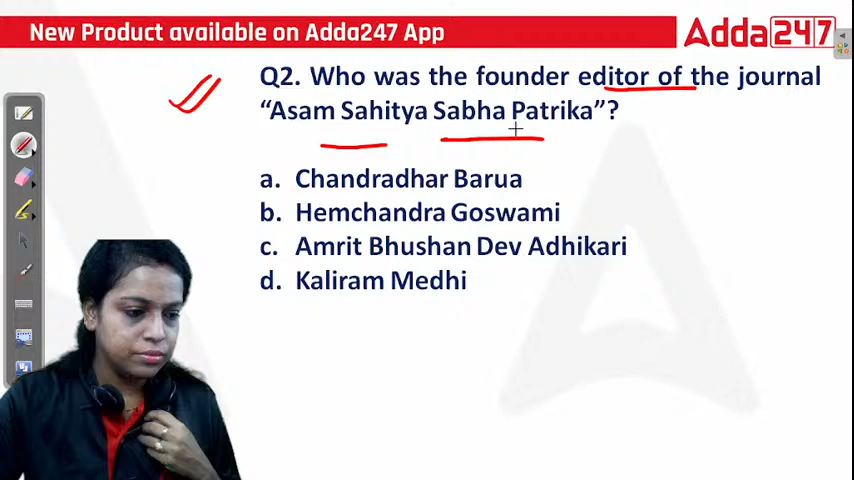 New Product available on Adda247 App
Adda247
Q2. Who was the founder editor of the journal
“Asam Sahitya Sabha Patrika”?
a. Chandradhar Barua
b. Hemchandra Goswami
c. Amrit Bhushan Dev Adhikari
d. Kaliram Medhi